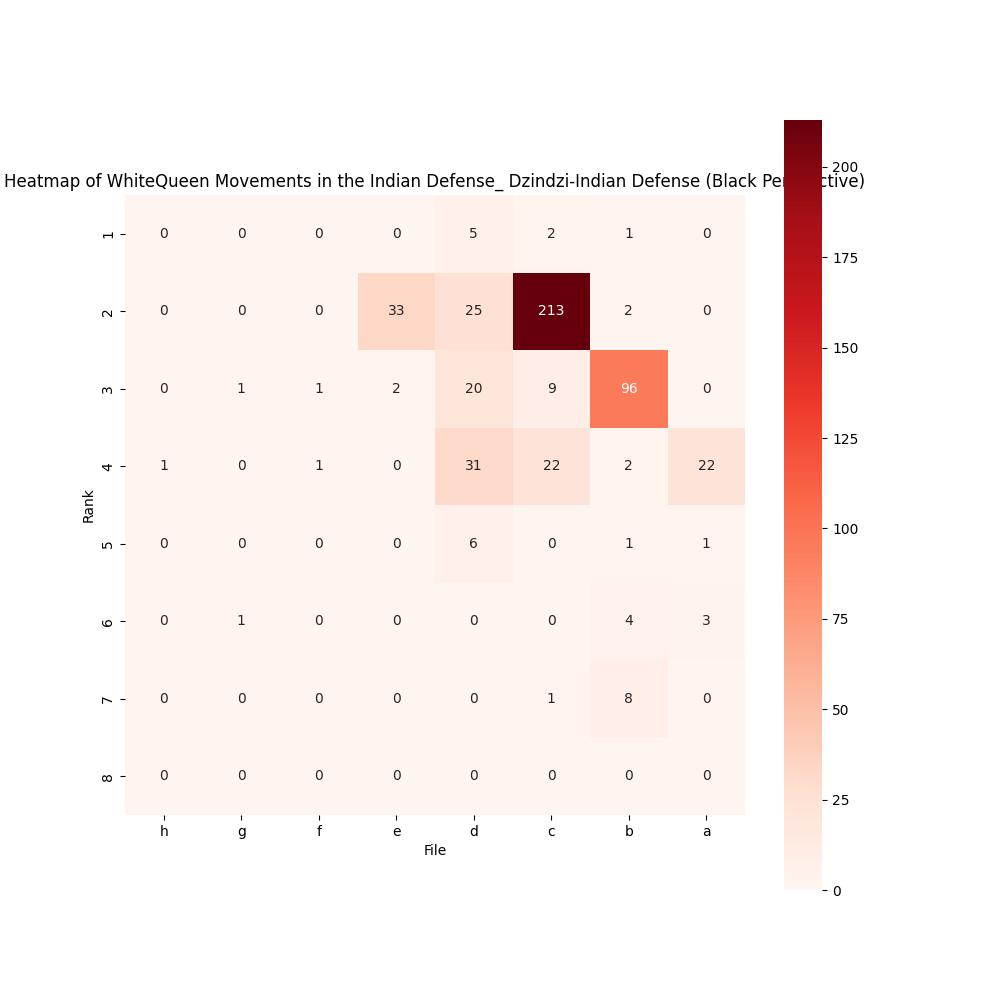 200
Heatmap of WhiteQueen Movements in the Indian Defense_ Dzindzi-Indian Defense (Black
175
1 0 0 0 0 5 2 1 0
2 0 0 0 33 25 213 2 0
150
3 0 1 1 2 20 9 96 0
125
4 1 0 1 0 31 22 2 22
Rank
100
5 0 0 0 0 6 0 1 1
75
6 0 1 0 0 0 0 4 3
50
7 0 0 0 0 0 1 8 0
8 0 0 0 0 0 0 0 0
25
h g f e d c b a
File
0